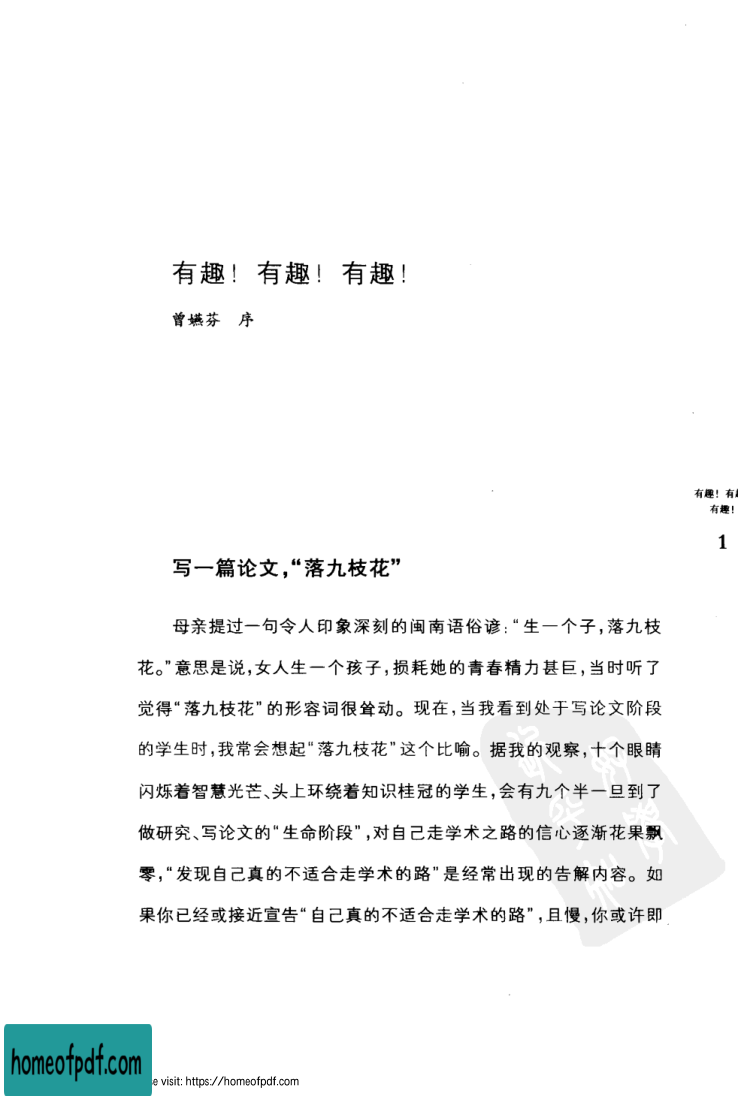 有趣！有趣！有趣！
曾嬿芬　序
有趣！有
有趣！
1
写一篇论文，“落九枝花”
母亲提过一句令人印象深刻的闽南语俗谚：“生一个子，落九枝
花。”意思是说，女人生一个孩子，损耗她的青春精力甚巨，当时听了
觉得“落九枝花”的形容词很耸动。现在，当我看到处于写论文阶段
的学生时，我常会想起“落九枝花”这个比喻。据我的观察，十个眼睛
闪烁着智慧光芒、头上环绕着知识桂冠的学生，会有九个半一旦到了
做研究、写论文的“生命阶段”，对自己走学术之路的信心逐渐花果飘
零，“发现自己真的不适合走学术的路”是经常出现的告解内容。如
果你已经或接近宣告“自己真的不适合走学术的路”，且慢，你或许即
homeofpdf.com
e visit: https://homeofpdf.com